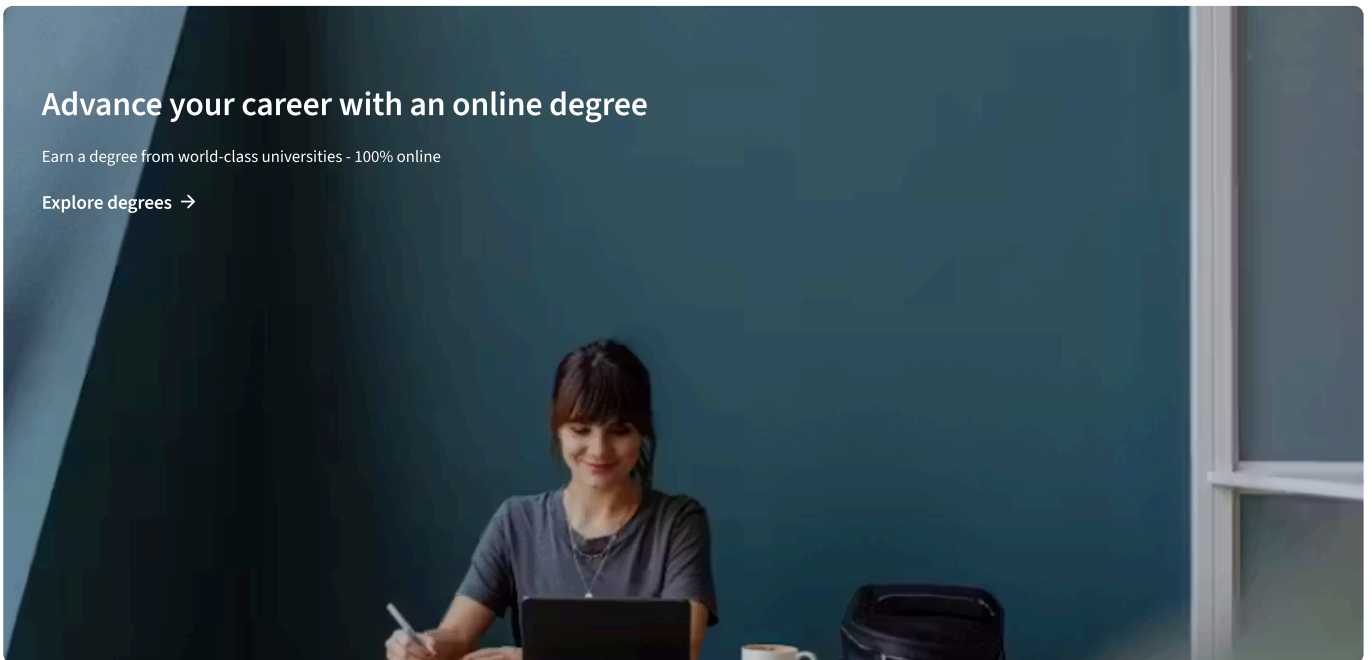 Advance your career with an online degree
Earn a degree from world-class universities - 100% online
Explore degrees →